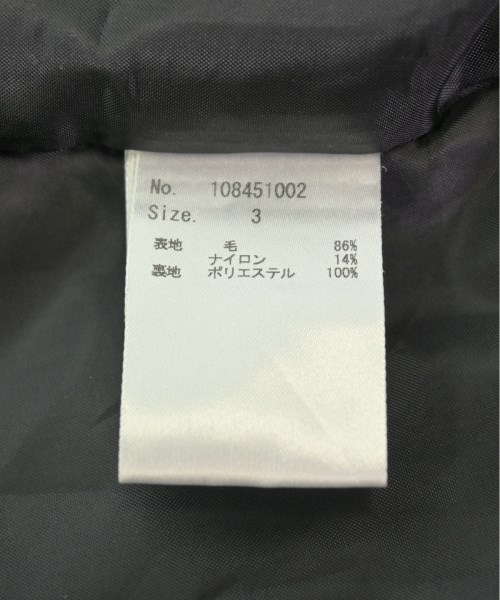 No. 108451002
Size. 3
表地 毛 86%
ナイロン 14%
裏地 ポリエステル 100%